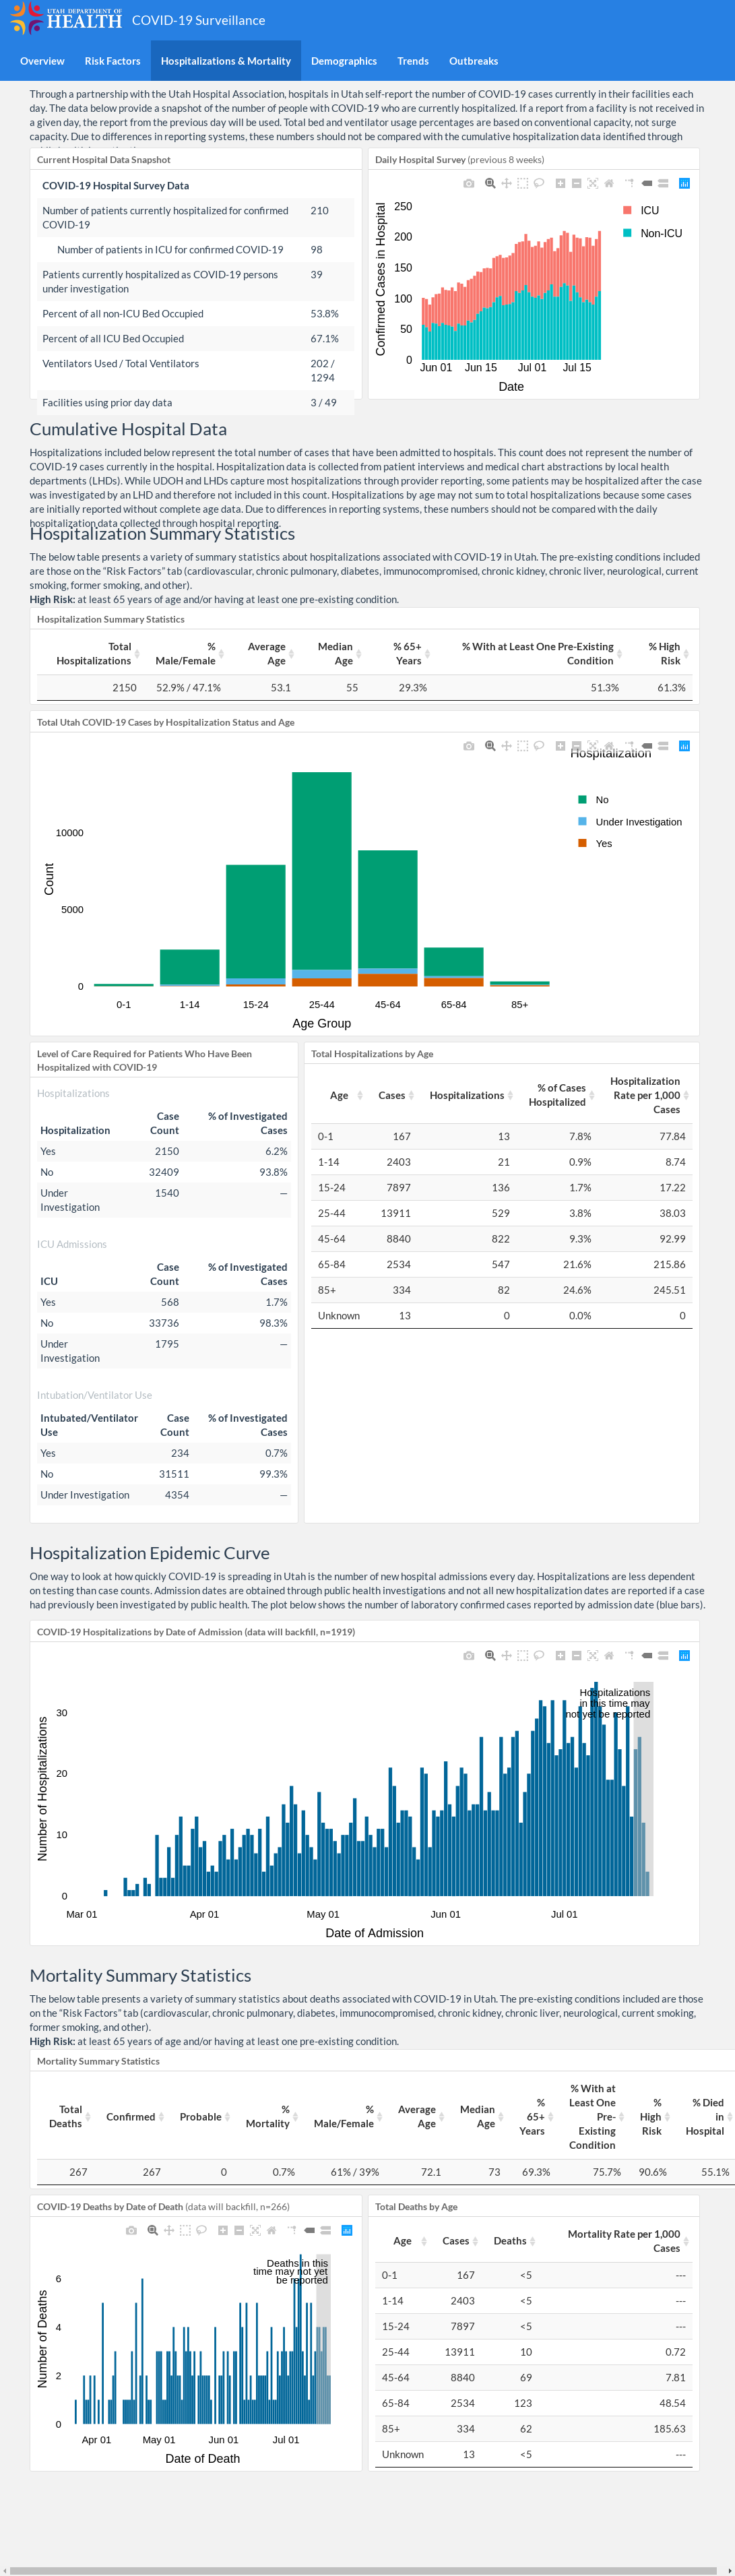 UTAH DEPARTMENT OF
HEALTH COVID-19 Surveillance
Overview Risk Factors Hospitalizations & Mortality Demographics Trends Outbreaks
Through a partnership with the Utah Hospital Association, hospitals in Utah self-report the number of COVID-19 cases currently in their facilities each
day. The data below provide a snapshot of the number of people with COVID-19 who are currently hospitalized. If a report from a facility is not received in
a given day, the report from the previous day will be used. Total bed and ventilator usage percentages are based on conventional capacity, not surge
capacity. Due to differences in reporting systems, these numbers should not be compared with the cumulative hospitalization data identified through
Current Hospital Data Snapshot
COVID-19 Hospital Survey Data
Number of patients currently hospitalized for confirmed 210
COVID-19
Number of patients in ICU for confirmed COVID-19 98
Patients currently hospitalized as COVID-19 persons 39
under investigation
Percent of all non-ICU Bed Occupied 53.8%
Percent of all ICU Bed Occupied 67.1%
Ventilators Used / Total Ventilators 202 /
1294
Facilities using prior day data 3 / 49
Daily Hospital Survey (previous 8 weeks)
Confirmed Cases in Hospital
250
200
150
100
50
0
Jun 01 Jun 15 Jul 01 Jul 15
Date
ICU
Non-ICU
Cumulative Hospital Data
Hospitalizations included below represent the total number of cases that have been admitted to hospitals. This count does not represent the number of
COVID-19 cases currently in the hospital. Hospitalization data is collected from patient interviews and medical chart abstractions by local health
departments (LHDs). While UDOH and LHDs capture most hospitalizations through provider reporting, some patients may be hospitalized after the case
was investigated by an LHD and therefore not included in this count. Hospitalizations by age may not sum to total hospitalizations because some cases
are initially reported without complete age data. Due to differences in reporting systems, these numbers should not be compared with the daily
hospitalization data collected through hospital reporting.
Hospitalization Summary Statistics
The below table presents a variety of summary statistics about hospitalizations associated with COVID-19 in Utah. The pre-existing conditions included
are those on the “Risk Factors” tab (cardiovascular, chronic pulmonary, diabetes, immunocompromised, chronic kidney, chronic liver, neurological, current
smoking, former smoking, and other).
High Risk: at least 65 years of age and/or having at least one pre-existing condition.
Hospitalization Summary Statistics
Total % Average Median % 65+ % With at Least One Pre-Existing % High
Hospitalizations Male/Female Age Age Years Condition Risk
2150 52.9% / 47.1% 53.1 55 29.3% 51.3% 61.3%
Total Utah COVID-19 Cases by Hospitalization Status and Age
Hospitalization
No
Under Investigation
Yes
Count
10000
5000
0
0-1 1-14 15-24 25-44 45-64 65-84 85+
Age Group
Level of Care Required for Patients Who Have Been
Hospitalized with COVID-19
Hospitalizations
Case % of Investigated
Hospitalization Count Cases
Yes 2150 6.2%
No 32409 93.8%
Under 1540 —
Investigation
ICU Admissions
Case % of Investigated
ICU Count Cases
Yes 568 1.7%
No 33736 98.3%
Under 1795 —
Investigation
Intubation/Ventilator Use
Intubated/Ventilator Case % of Investigated
Use Count Cases
Yes 234 0.7%
No 31511 99.3%
Under Investigation 4354 —
Total Hospitalizations by Age
Hospitalization
% of Cases Rate per 1,000
Age Cases Hospitalizations Hospitalized Cases
0-1 167 13 7.8% 77.84
1-14 2403 21 0.9% 8.74
15-24 7897 136 1.7% 17.22
25-44 13911 529 3.8% 38.03
45-64 8840 822 9.3% 92.99
65-84 2534 547 21.6% 215.86
85+ 334 82 24.6% 245.51
Unknown 13 0 0.0% 0
Hospitalization Epidemic Curve
One way to look at how quickly COVID-19 is spreading in Utah is the number of new hospital admissions every day. Hospitalizations are less dependent
on testing than case counts. Admission dates are obtained through public health investigations and not all new hospitalization dates are reported if a case
had previously been investigated by public health. The plot below shows the number of laboratory confirmed cases reported by admission date (blue bars).
COVID-19 Hospitalizations by Date of Admission (data will backfill, n=1919)
Hospitalizations
in this time may
not yet be reported
Number of Hospitalizations
30
20
10
0
Mar 01 Apr 01 May 01 Jun 01 Jul 01
Date of Admission
Mortality Summary Statistics
The below table presents a variety of summary statistics about deaths associated with COVID-19 in Utah. The pre-existing conditions included are those
on the “Risk Factors” tab (cardiovascular, chronic pulmonary, diabetes, immunocompromised, chronic kidney, chronic liver, neurological, current smoking,
former smoking, and other).
High Risk: at least 65 years of age and/or having at least one pre-existing condition.
Mortality Summary Statistics
% With at
% Least One % % Died
Total % % Average Median 65+ Pre- High in
Deaths Confirmed Probable Mortality Male/Female Age Age Years Existing Risk Hospital
Condition
267 267 0 0.7% 61% / 39% 72.1 73 69.3% 75.7% 90.6% 55.1%
COVID-19 Deaths by Date of Death (data will backfill, n=266)
Deaths in this
time may not yet
be reported
Number of Deaths
6
4
2
0
Apr 01 May 01 Jun 01 Jul 01
Date of Death
Total Deaths by Age
Mortality Rate per 1,000
Age Cases Deaths Cases
0-1 167 <5 ---
1-14 2403 <5 ---
15-24 7897 <5 ---
25-44 13911 10 0.72
45-64 8840 69 7.81
65-84 2534 123 48.54
85+ 334 62 185.63
Unknown 13 <5 ---